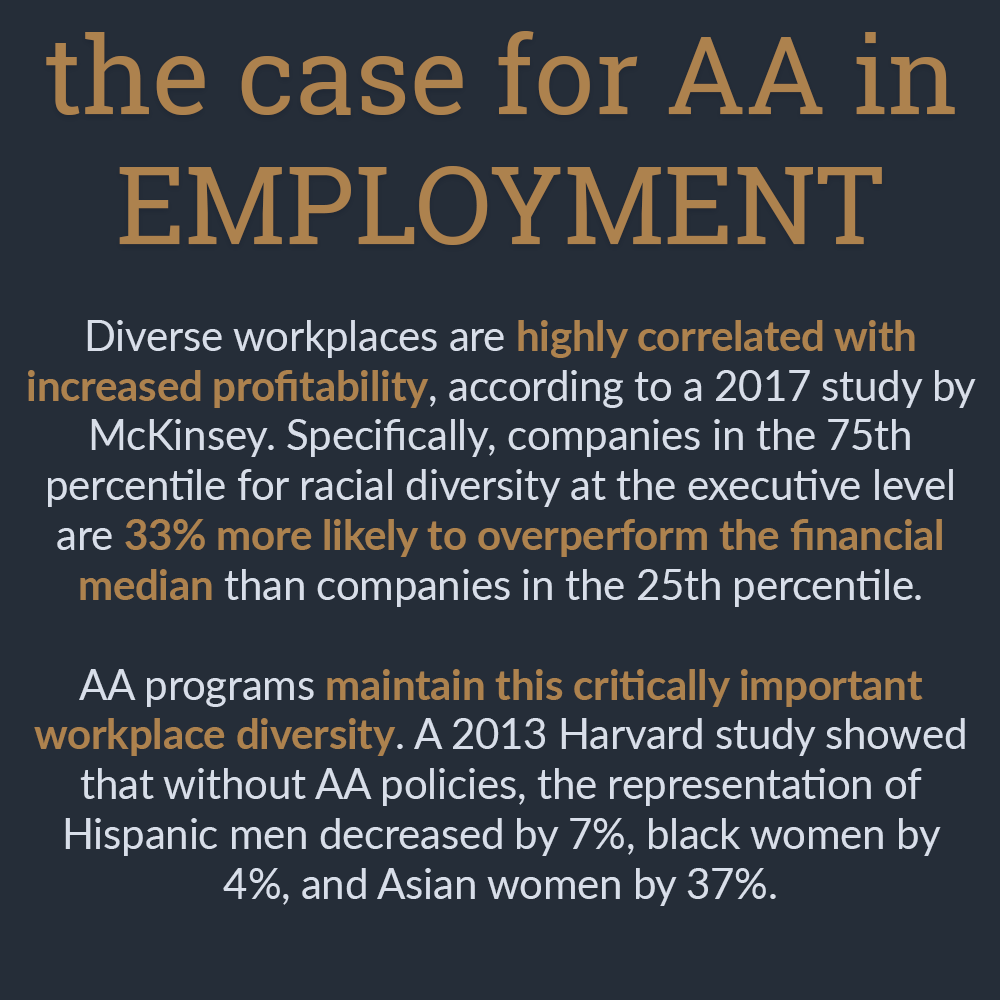 the case for AA in
EMPLOYMENT
Diverse workplaces are highly correlated with
increased profitability, according to a 2017 study by
McKinsey. Specifically, companies in the 75th
percentile for racial diversity at the executive level
are 33% more likely to overperform the financial
median than companies in the 25th percentile.
AA programs maintain this critically important
workplace diversity. A 2013 Harvard study showed
that without AA policies, the representation of
Hispanic men decreased by 7%, black women by
4%, and Asian women by 37%.